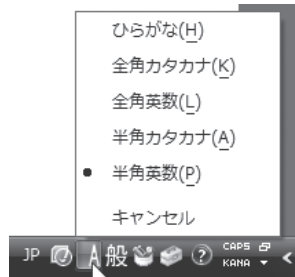 ひらがな(H)
全角カタカナ(K)
全角英数(L)
半角カタカナ(A)
半角英数(P)
キャンセル
JP A 般 ? CAPS
KANA